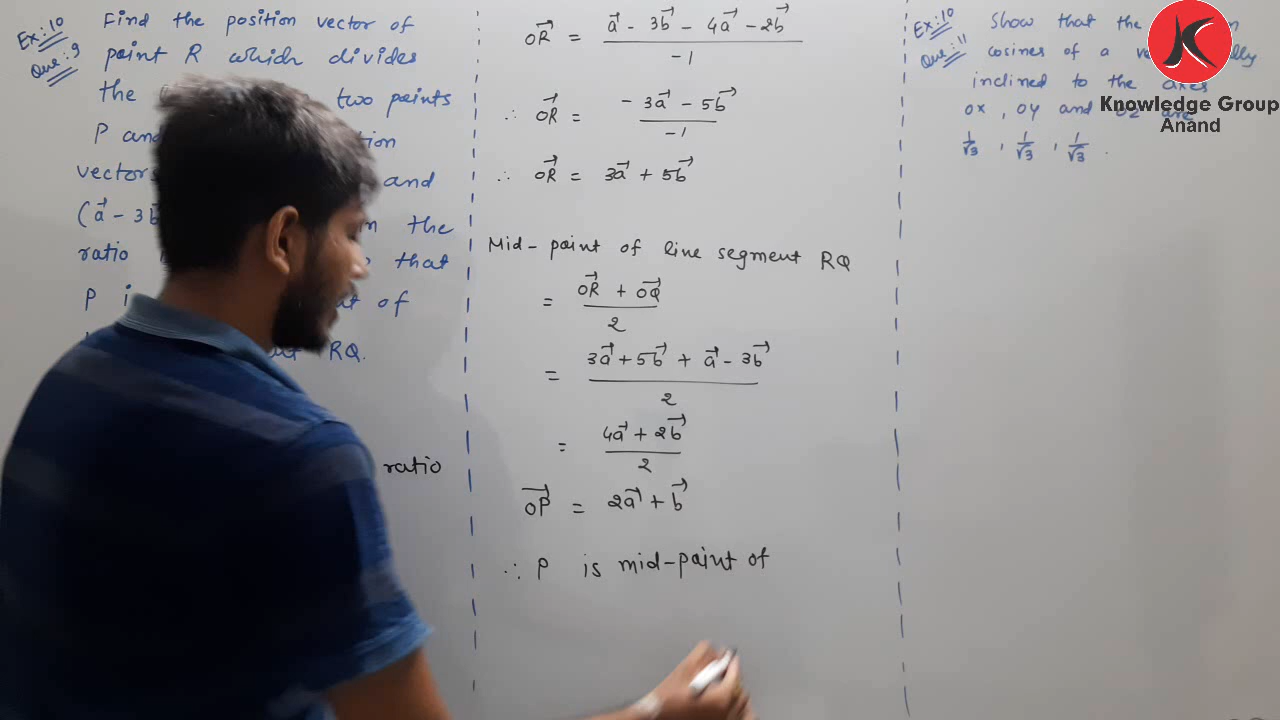 Ex:10
Que:9
Find the position vector of
point R which divides
the two points
P and
vector and
(a⃗ - 3b⃗ the
ratio that
P of
RQ.
ratio
OR⃗ = (a⃗ - 3b⃗ - 4a⃗ - 2b⃗) / -1
∴ OR⃗ = (-3a⃗ - 5b⃗) / -1
∴ OR⃗ = 3a⃗ + 5b⃗
Mid-point of line segment RQ
= (OR⃗ + OQ⃗) / 2
= (3a⃗ + 5b⃗ + a⃗ - 3b⃗) / 2
= (4a⃗ + 2b⃗) / 2
OP⃗ = 2a⃗ + b⃗
∴ P is mid-point of
Ex:10
Que:11
Show that the
cosines of a
inclined to the axes
OX, OY and OZ are
1/√3, 1/√3, 1/√3.
K
Knowledge Group
Anand